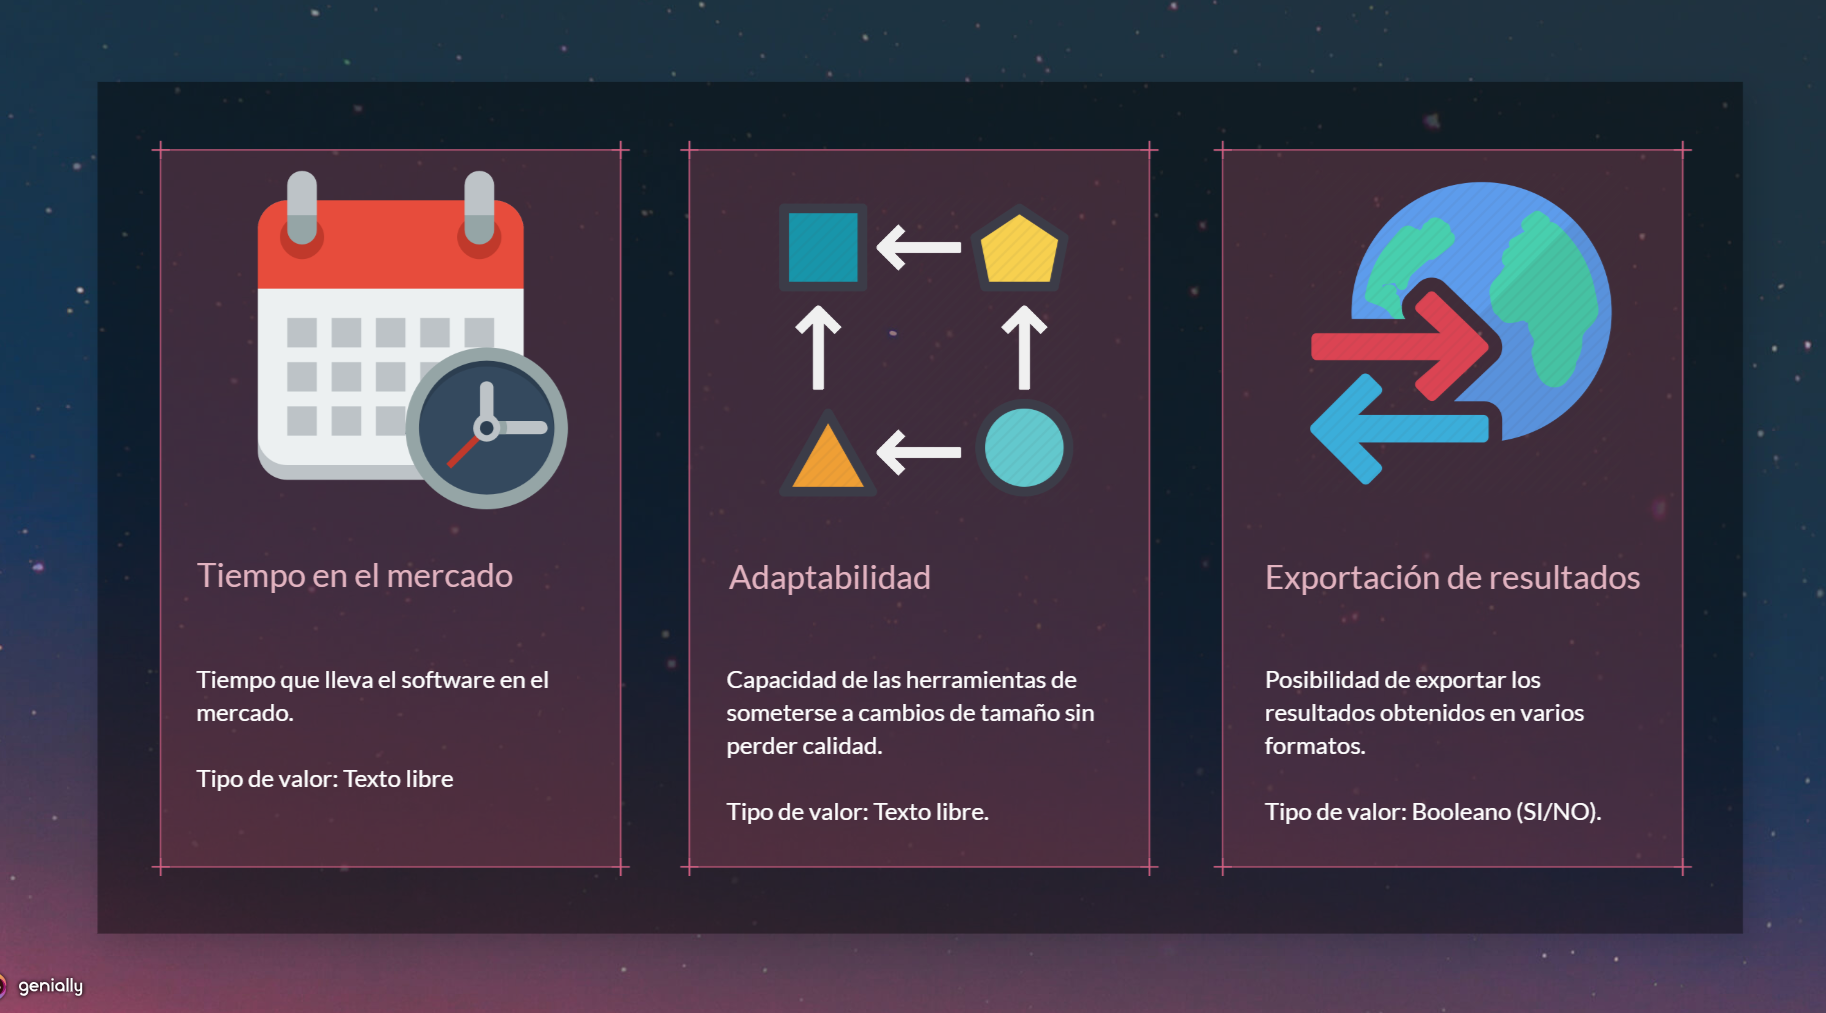 Tiempo en el mercado
Tiempo que lleva el software en el
mercado.
Tipo de valor: Texto libre
Adaptabilidad
Capacidad de las herramientas de
someterse a cambios de tamaño sin
perder calidad.
Tipo de valor: Texto libre.
Exportación de resultados
Posibilidad de exportar los
resultados obtenidos en varios
formatos.
Tipo de valor: Booleano (SI/NO).
genially